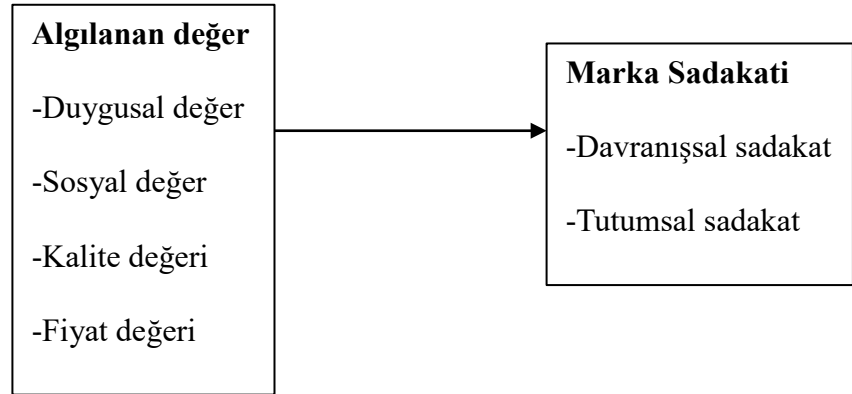 Algılanan değer
-Duygusal değer
-Sosyal değer
-Kalite değeri
-Fiyat değeri
Marka Sadakati
-Davranışsal sadakat
-Tutumsal sadakat